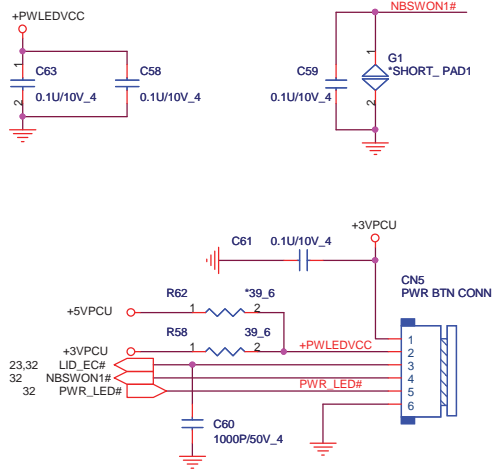 +PWLEDVCC
NBSWON1#
1
C63
C58
2
0.1U/10V_4
0.1U/10V_4
C59
0.1U/10V_4
1
G1
*SHORT_ PAD1
2
+3VPCU
C61 0.1U/10V_4
CN5
PWR BTN CONN
R62 *39_6
+5VPCU 1 2
R58 39_6
+3VPCU 1 2 +PWLEDVCC
23,32 LID_EC#
32 NBSWON1#
32 PWR_LED# PWR_LED#
1
2
3
4
5
6
C60
1000P/50V_4